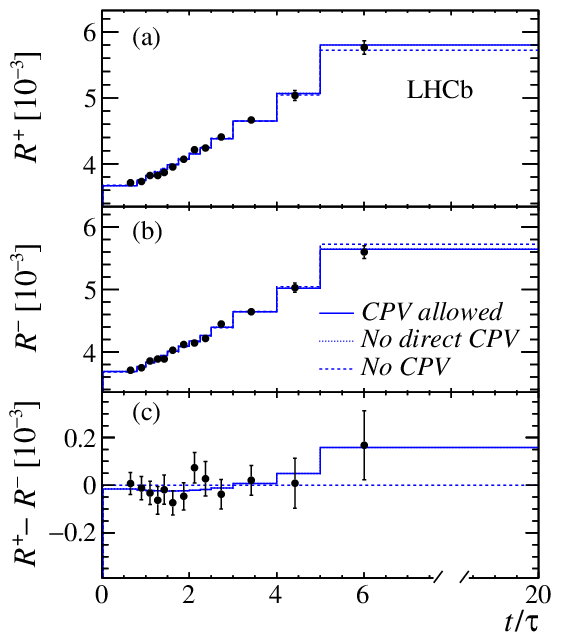 (a)
LHCb
R⁺ [10⁻³]
6
5
4
(b)
R⁻ [10⁻³]
6
5
4
CPV allowed
No direct CPV
No CPV
(c)
R⁺− R⁻ [10⁻³]
0.2
0
−0.2
0 2 4 6 20
t/τ